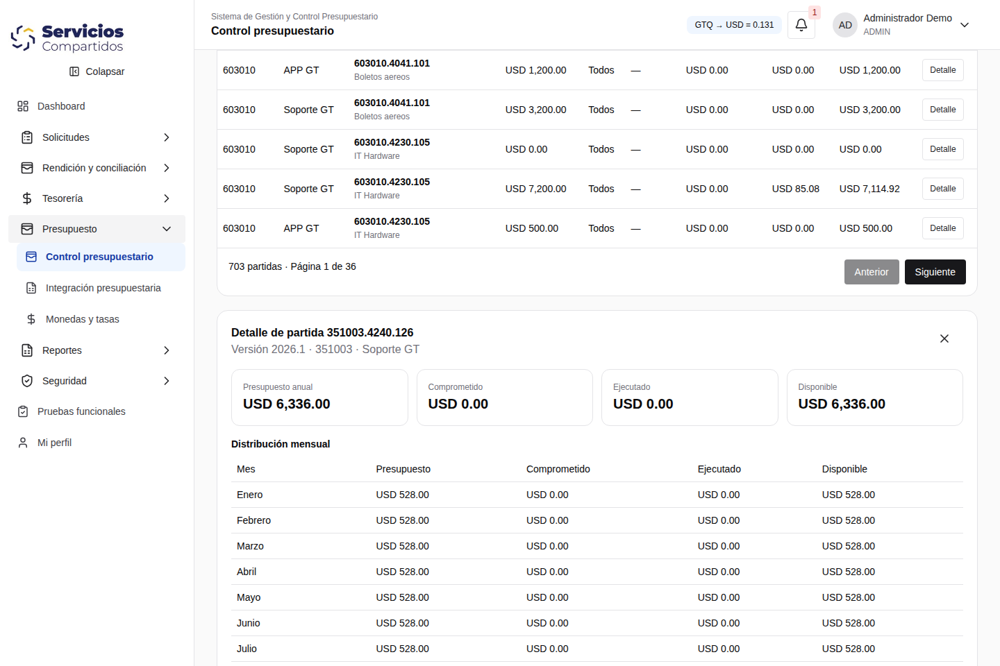 Servicios
Compartidos
Colapsar
Dashboard
Solicitudes
Rendición y conciliación
Tesorería
Presupuesto
Control presupuestario
Integración presupuestaria
Monedas y tasas
Reportes
Seguridad
Pruebas funcionales
Mi perfil
Sistema de Gestión y Control Presupuestario
Control presupuestario
GTQ → USD = 0.131
1
AD
Administrador Demo
ADMIN
603010 APP GT 603010.4041.101 USD 1,200.00 Todos — USD 0.00 USD 0.00 USD 1,200.00 Detalle
Boletos aereos
603010 Soporte GT 603010.4041.101 USD 3,200.00 Todos — USD 0.00 USD 0.00 USD 3,200.00 Detalle
Boletos aereos
603010 Soporte GT 603010.4230.105 USD 0.00 Todos — USD 0.00 USD 0.00 USD 0.00 Detalle
IT Hardware
603010 Soporte GT 603010.4230.105 USD 7,200.00 Todos — USD 0.00 USD 85.08 USD 7,114.92 Detalle
IT Hardware
603010 APP GT 603010.4230.105 USD 500.00 Todos — USD 0.00 USD 0.00 USD 500.00 Detalle
IT Hardware
703 partidas · Página 1 de 36
Anterior Siguiente
Detalle de partida 351003.4240.126
Versión 2026.1 · 351003 · Soporte GT
Presupuesto anual
USD 6,336.00
Comprometido
USD 0.00
Ejecutado
USD 0.00
Disponible
USD 6,336.00
Distribución mensual
Mes Presupuesto Comprometido Ejecutado Disponible
Enero USD 528.00 USD 0.00 USD 0.00 USD 528.00
Febrero USD 528.00 USD 0.00 USD 0.00 USD 528.00
Marzo USD 528.00 USD 0.00 USD 0.00 USD 528.00
Abril USD 528.00 USD 0.00 USD 0.00 USD 528.00
Mayo USD 528.00 USD 0.00 USD 0.00 USD 528.00
Junio USD 528.00 USD 0.00 USD 0.00 USD 528.00
Julio USD 528.00 USD 0.00 USD 0.00 USD 528.00